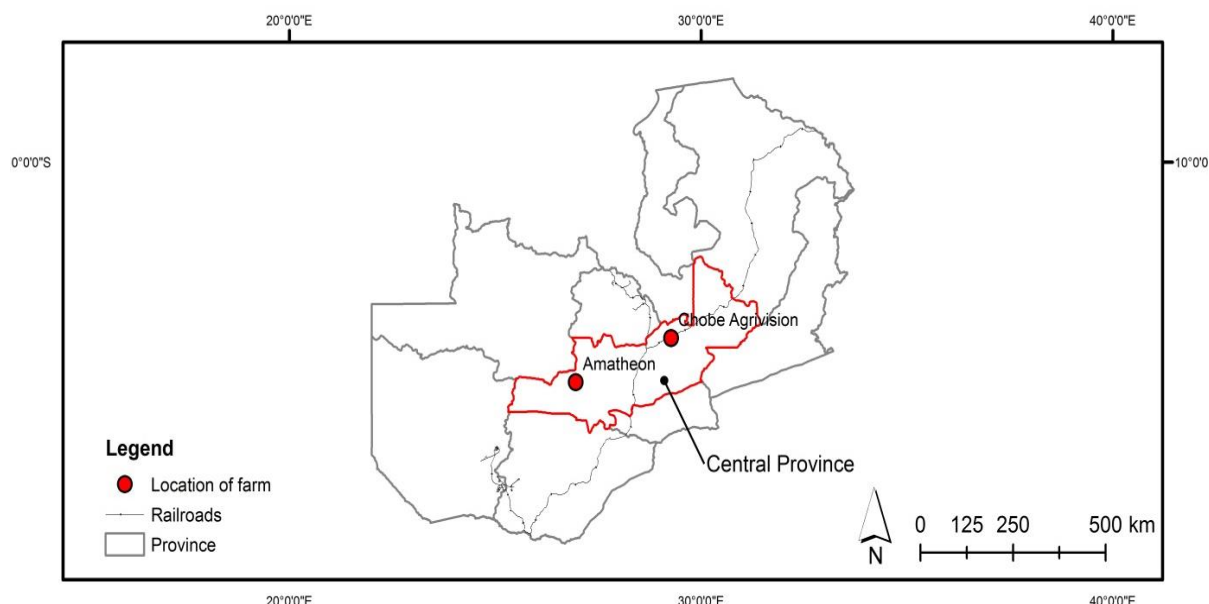 20°0'0"E 30°0'0"E 40°0'0"E
0°0'0"S 10°0'0
Chobe Agrivision
Amatheon
Central Province
Legend
Location of farm
Railroads
Province
0 125 250 500 km
N
20°0'0"E 30°0'0"E 40°0'0"E